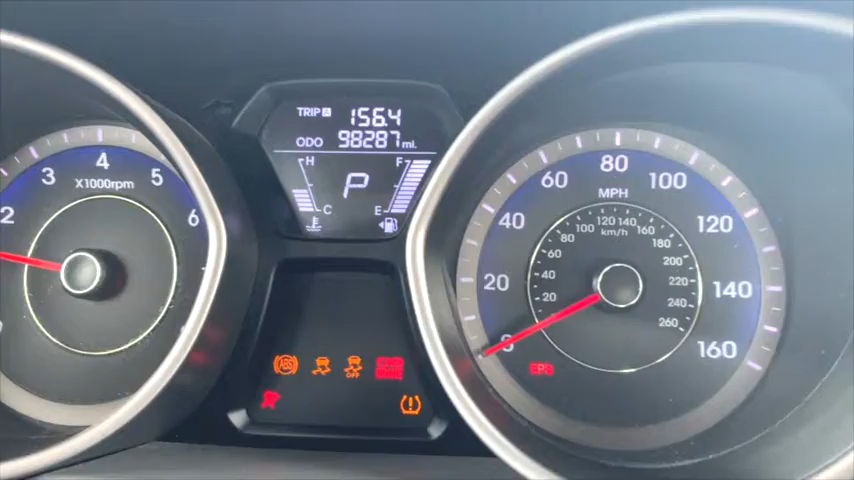 TRIP A 156.4
ODO 98287 mi.
H F
P
C E
2 3 4 5 6
X1000rpm
0 20 40 60 80 100 120 140 160
MPH
20 40 60 80 100 120 140 160 180 200 220 240 260
km/h
EPS
ABS
OFF